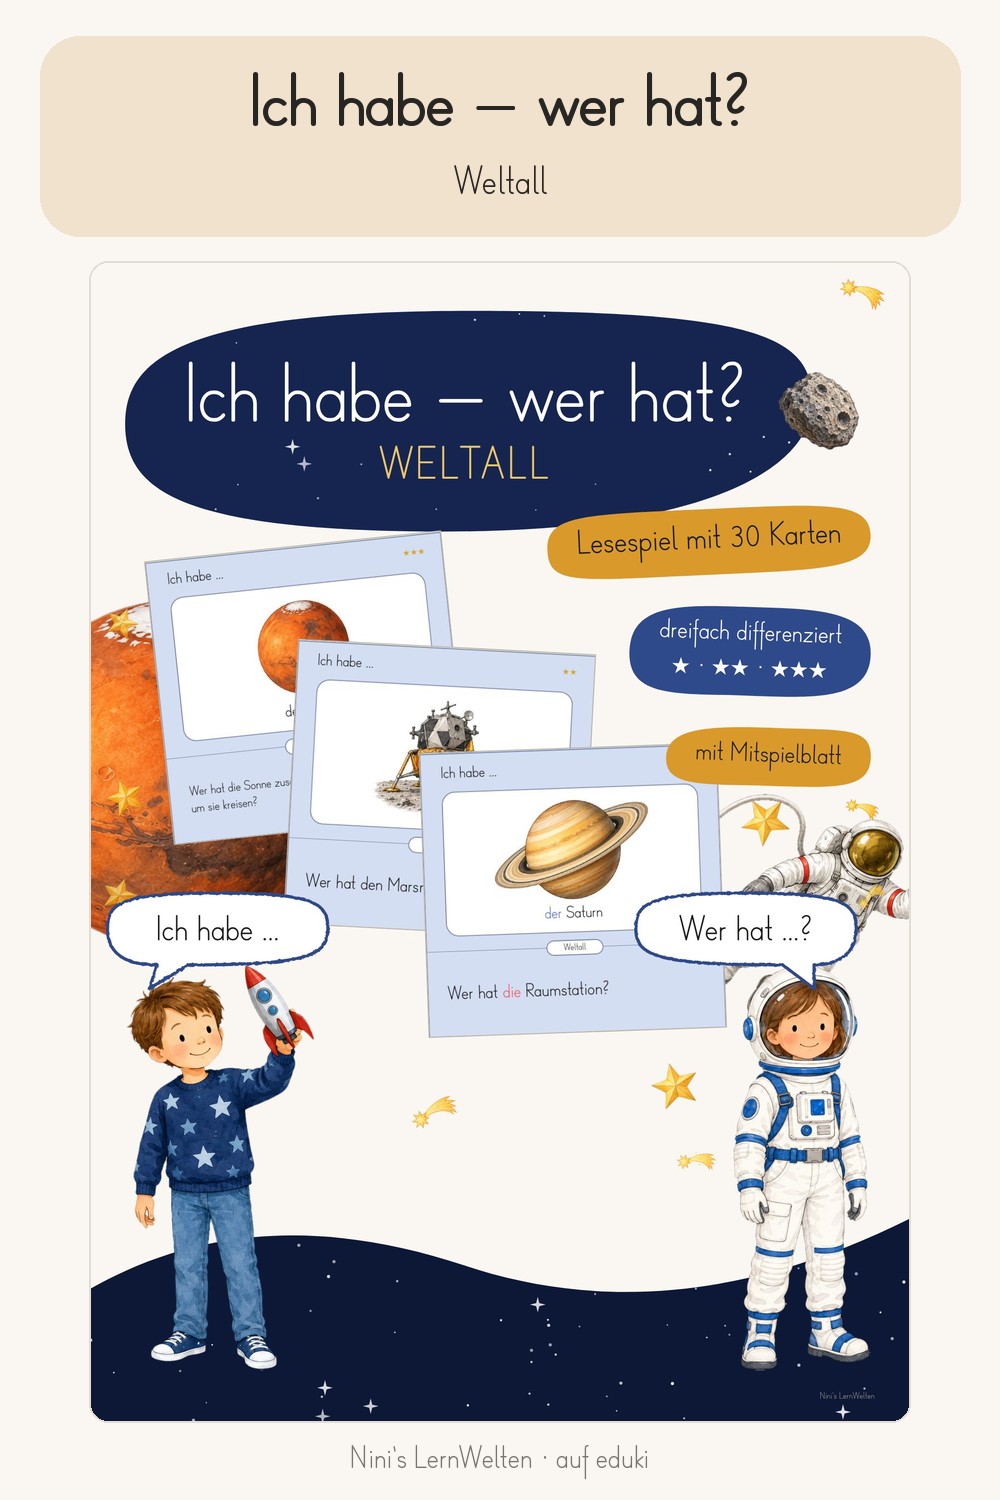 Ich habe – wer hat?
Weltall
Ich habe – wer hat?
WELTALL
Lesespiel mit 30 Karten
dreifach differenziert
★ · ★★ · ★★★
mit Mitspielblatt
Ich habe ...
★★★
Wer hat die Sonne
um sie kreisen?
Ich habe ...
★★
Wer hat den
Ich habe ...
der Saturn
Weltall
Wer hat die Raumstation?
Ich habe ...
Wer hat ...?
Nini's LernWelten
Nini's LernWelten · auf eduki